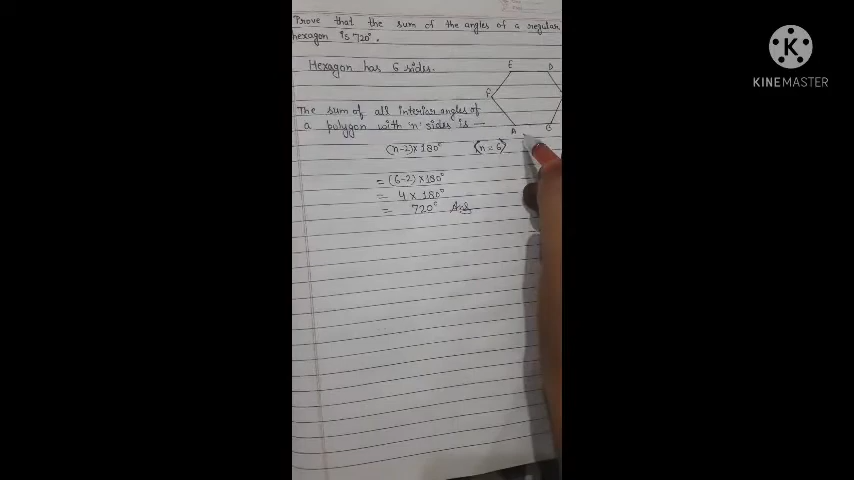 Prove that the sum of the angles of a regular
hexagon is 720°.
Hexagon has 6 sides.
E D
F
The sum of all interior angles of
a polygon with 'n' sides is —
A B
(n-2)×180° (n = 6)
= (6-2) × 180°
= 4 × 180°
= 720° Ans
K
KINEMASTER